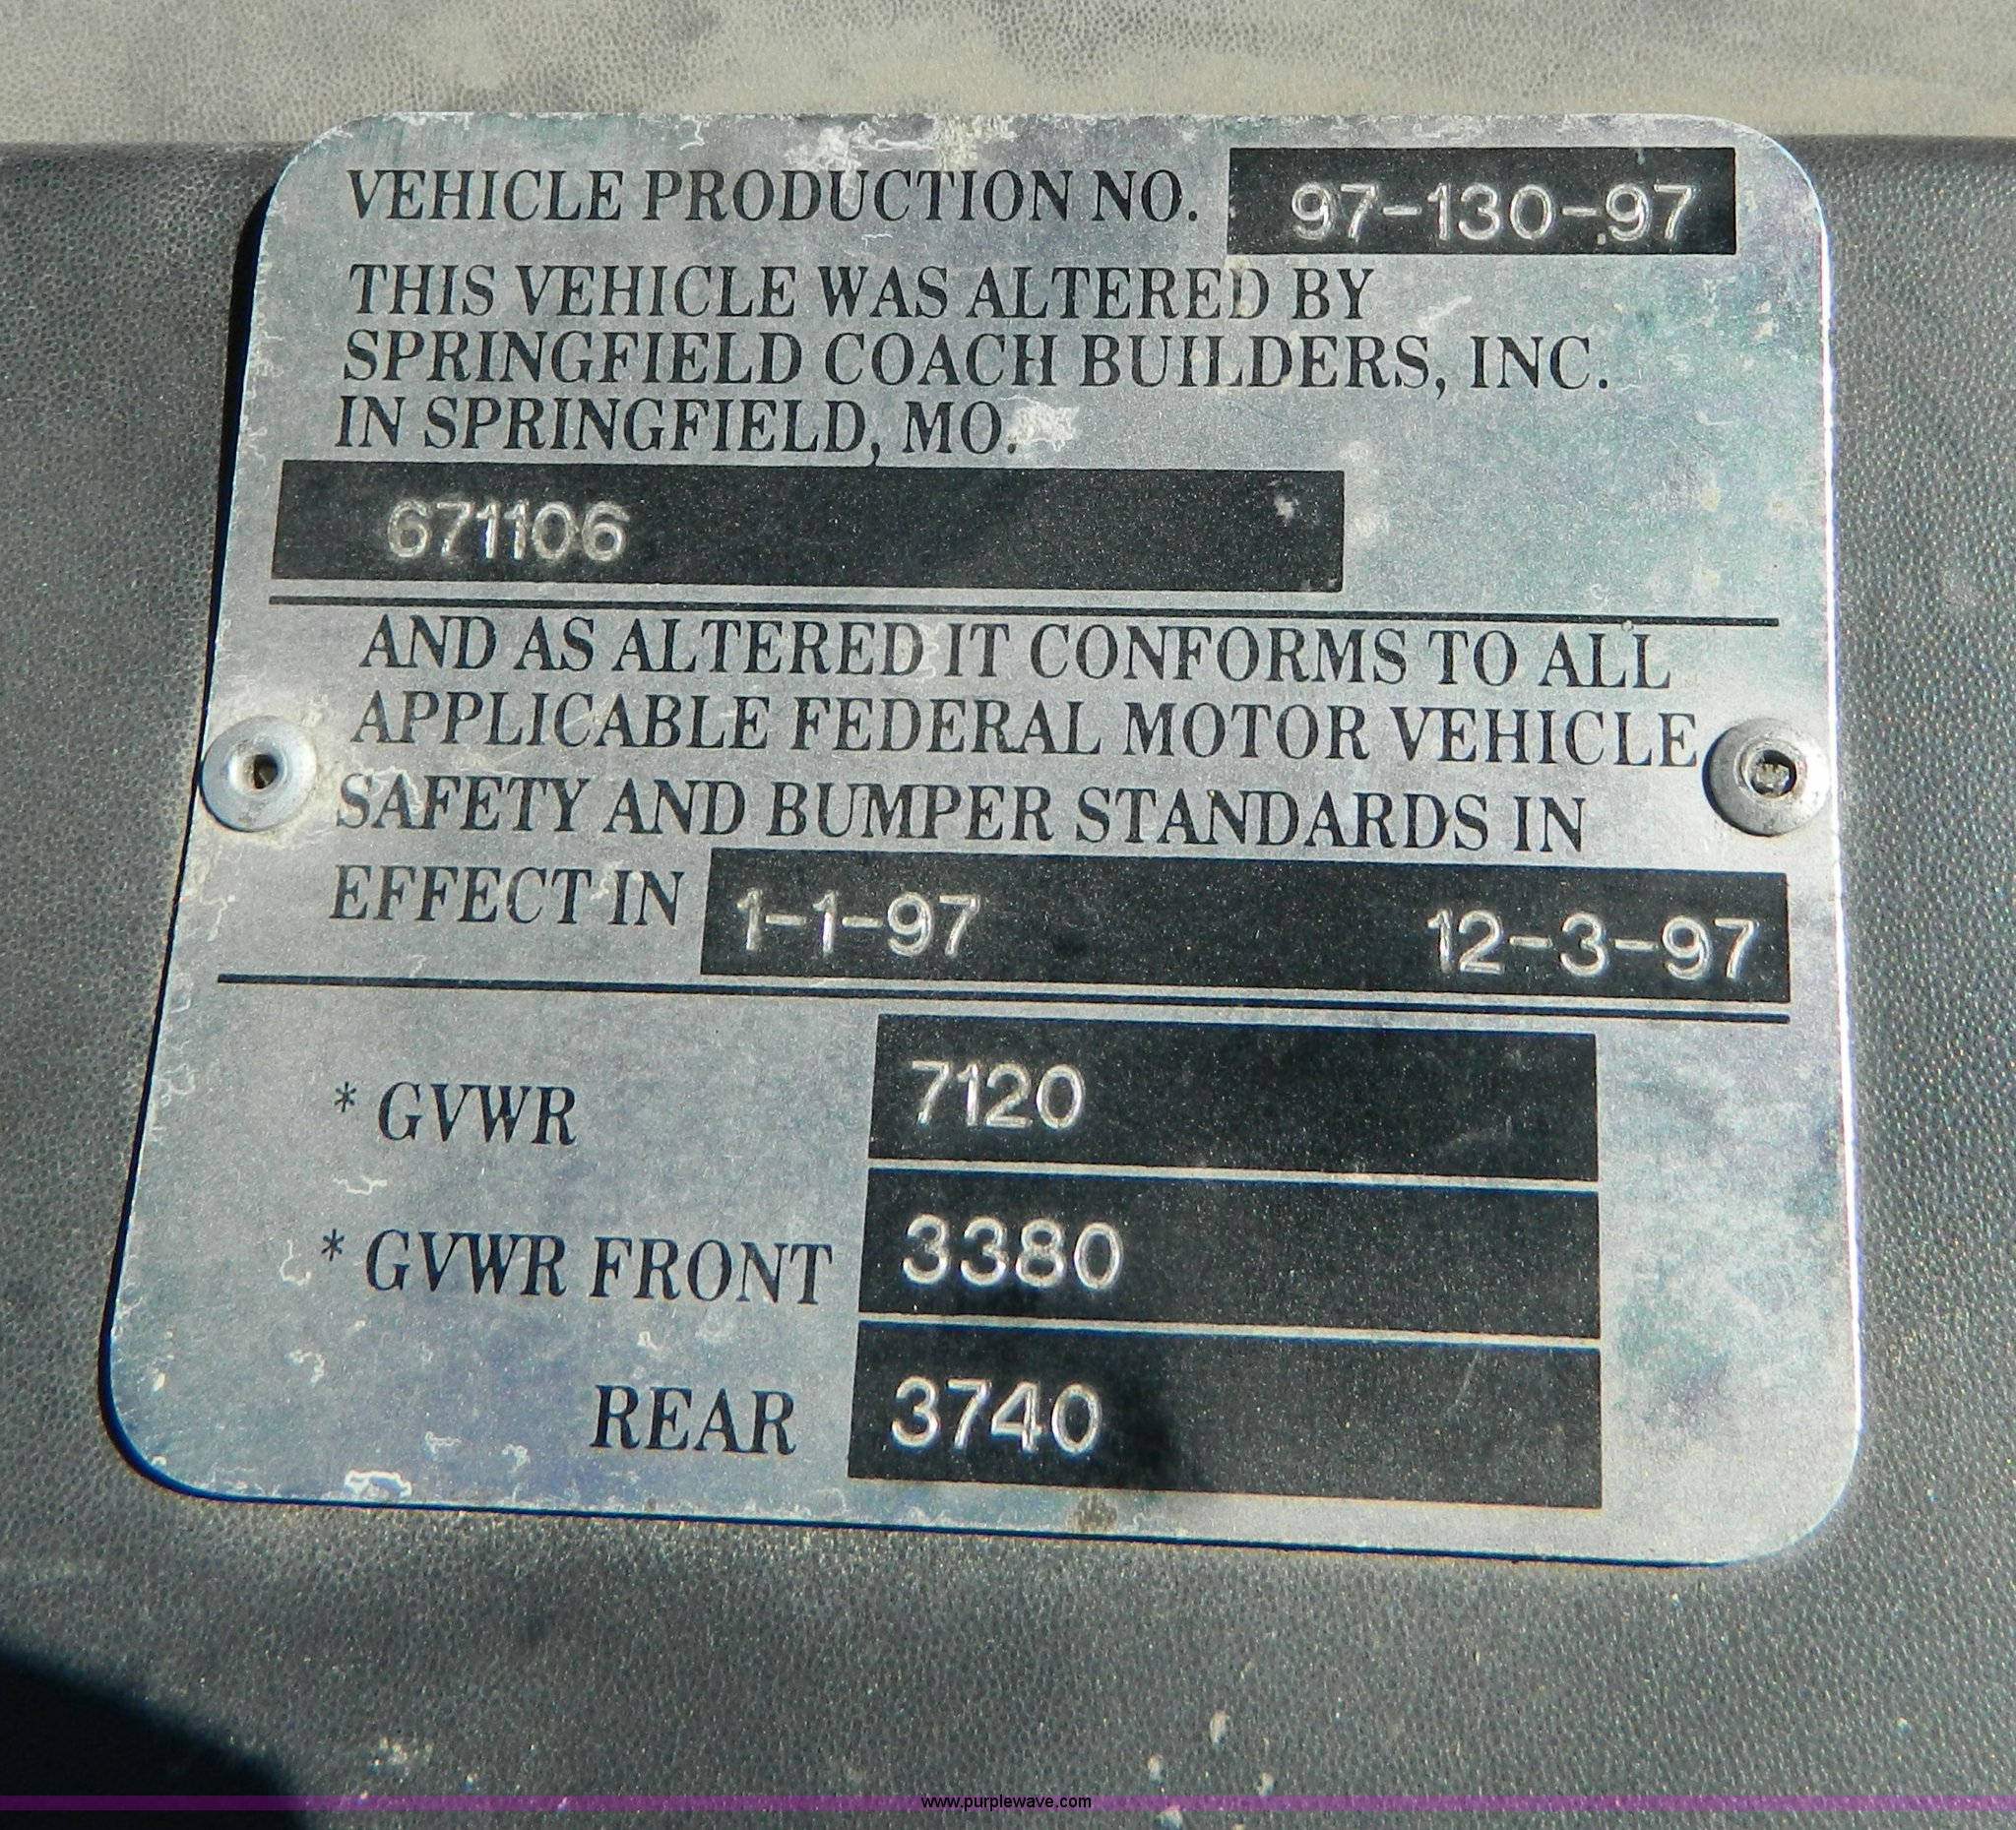 VEHICLE PRODUCTION NO. 97-130-97
THIS VEHICLE WAS ALTERED BY
SPRINGFIELD COACH BUILDERS, INC.
IN SPRINGFIELD, MO.
671106
AND AS ALTERED IT CONFORMS TO ALL
APPLICABLE FEDERAL MOTOR VEHICLE
SAFETY AND BUMPER STANDARDS IN
EFFECT IN 1-1-97 12-3-97
* GVWR 7120
* GVWR FRONT 3380
REAR 3740
www.purplewave.com